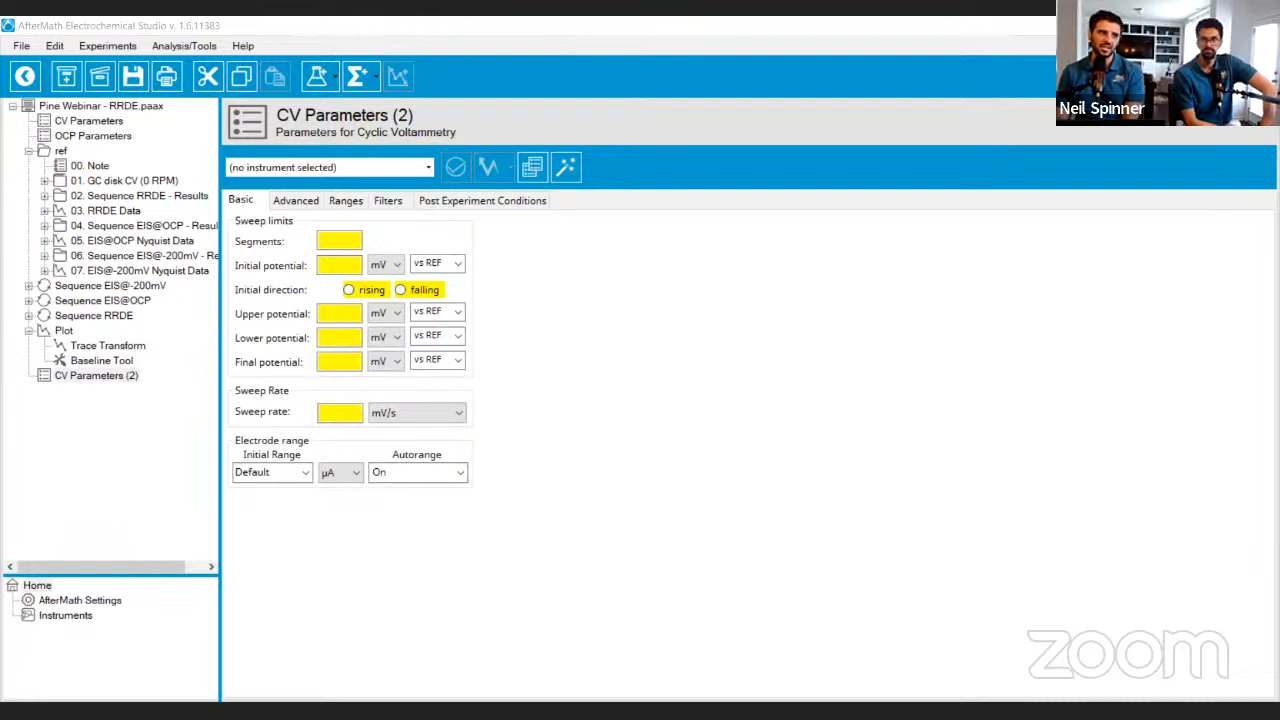 AfterMath Electrochemical Studio v. 1.6.11383
File Edit Experiments Analysis/Tools Help
Neil Spinner
Pine Webinar - RRDE.paax
CV Parameters
OCP Parameters
ref
00. Note
01. GC disk CV (0 RPM)
02. Sequence RRDE - Results
03. RRDE Data
04. Sequence EIS@OCP - Resul
05. EIS@OCP Nyquist Data
06. Sequence EIS@-200mV - Re
07. EIS@-200mV Nyquist Data
Sequence EIS@-200mV
Sequence EIS@OCP
Sequence RRDE
Plot
Trace Transform
Baseline Tool
CV Parameters (2)
Home
AfterMath Settings
Instruments
CV Parameters (2)
Parameters for Cyclic Voltammetry
(no instrument selected)
Basic Advanced Ranges Filters Post Experiment Conditions
Sweep limits
Segments:
Initial potential: mV vs REF
Initial direction: rising falling
Upper potential: mV vs REF
Lower potential: mV vs REF
Final potential: mV vs REF
Sweep Rate
Sweep rate: mV/s
Electrode range
Initial Range Autorange
Default µA On
zoom